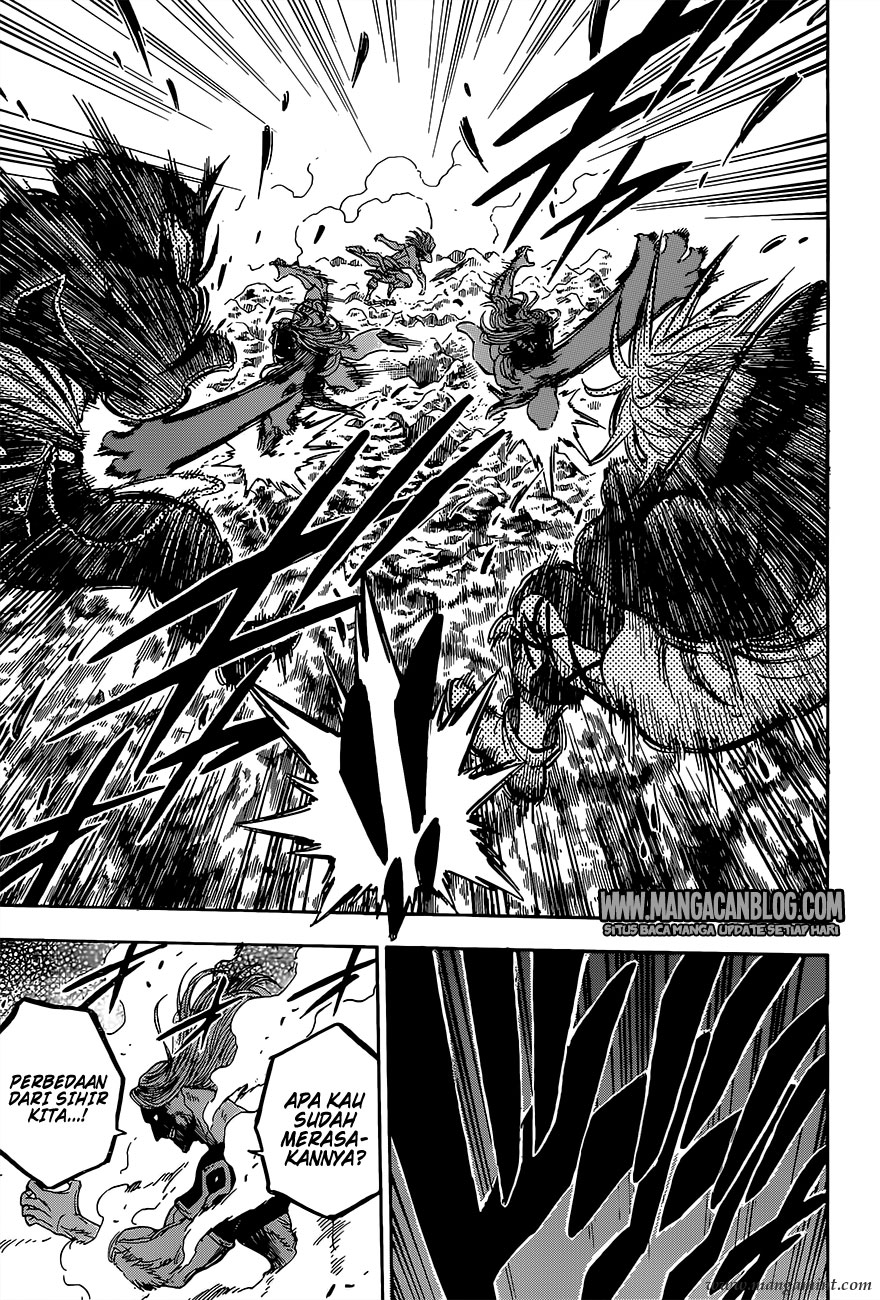 WWW.MANGACANBLOG.COM
SITUS BACA MANGA UPDATE SETIAP HARI
APA KAU
SUDAH
MERASA-
KANNYA?
PERBEDAAN
DARI SIHIR
KITA...!